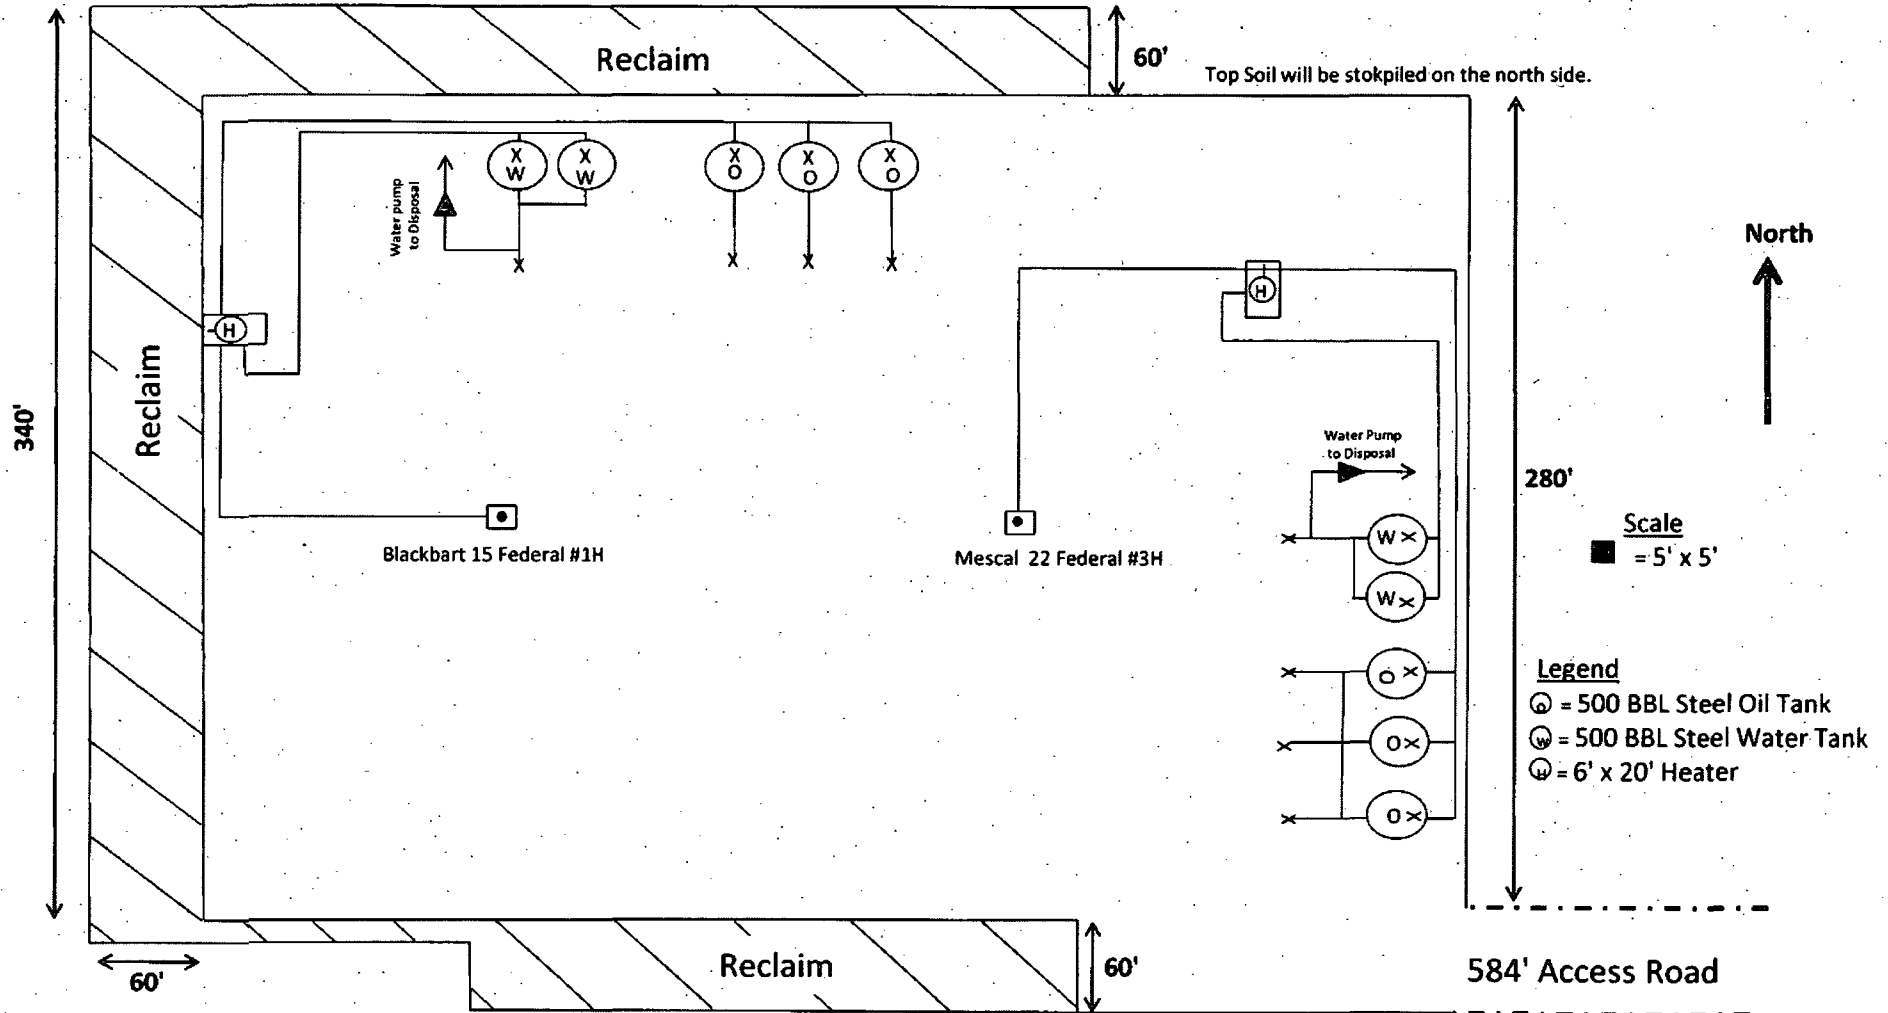 Reclaim
60'
Top Soil will be stokpiled on the north side.
X
W
X
W
X
O
X
O
X
O
Water pump
to Disposal
X
X
X
X
North
H
H
340'
Reclaim
Water Pump
to Disposal
280'
Scale
= 5' x 5'
Blackbart 15 Federal #1H
Mescal 22 Federal #3H
X
W X
W X
X
O X
X
O X
X
O X
Legend
O = 500 BBL Steel Oil Tank
W = 500 BBL Steel Water Tank
H = 6' x 20' Heater
60'
Reclaim
60'
584' Access Road